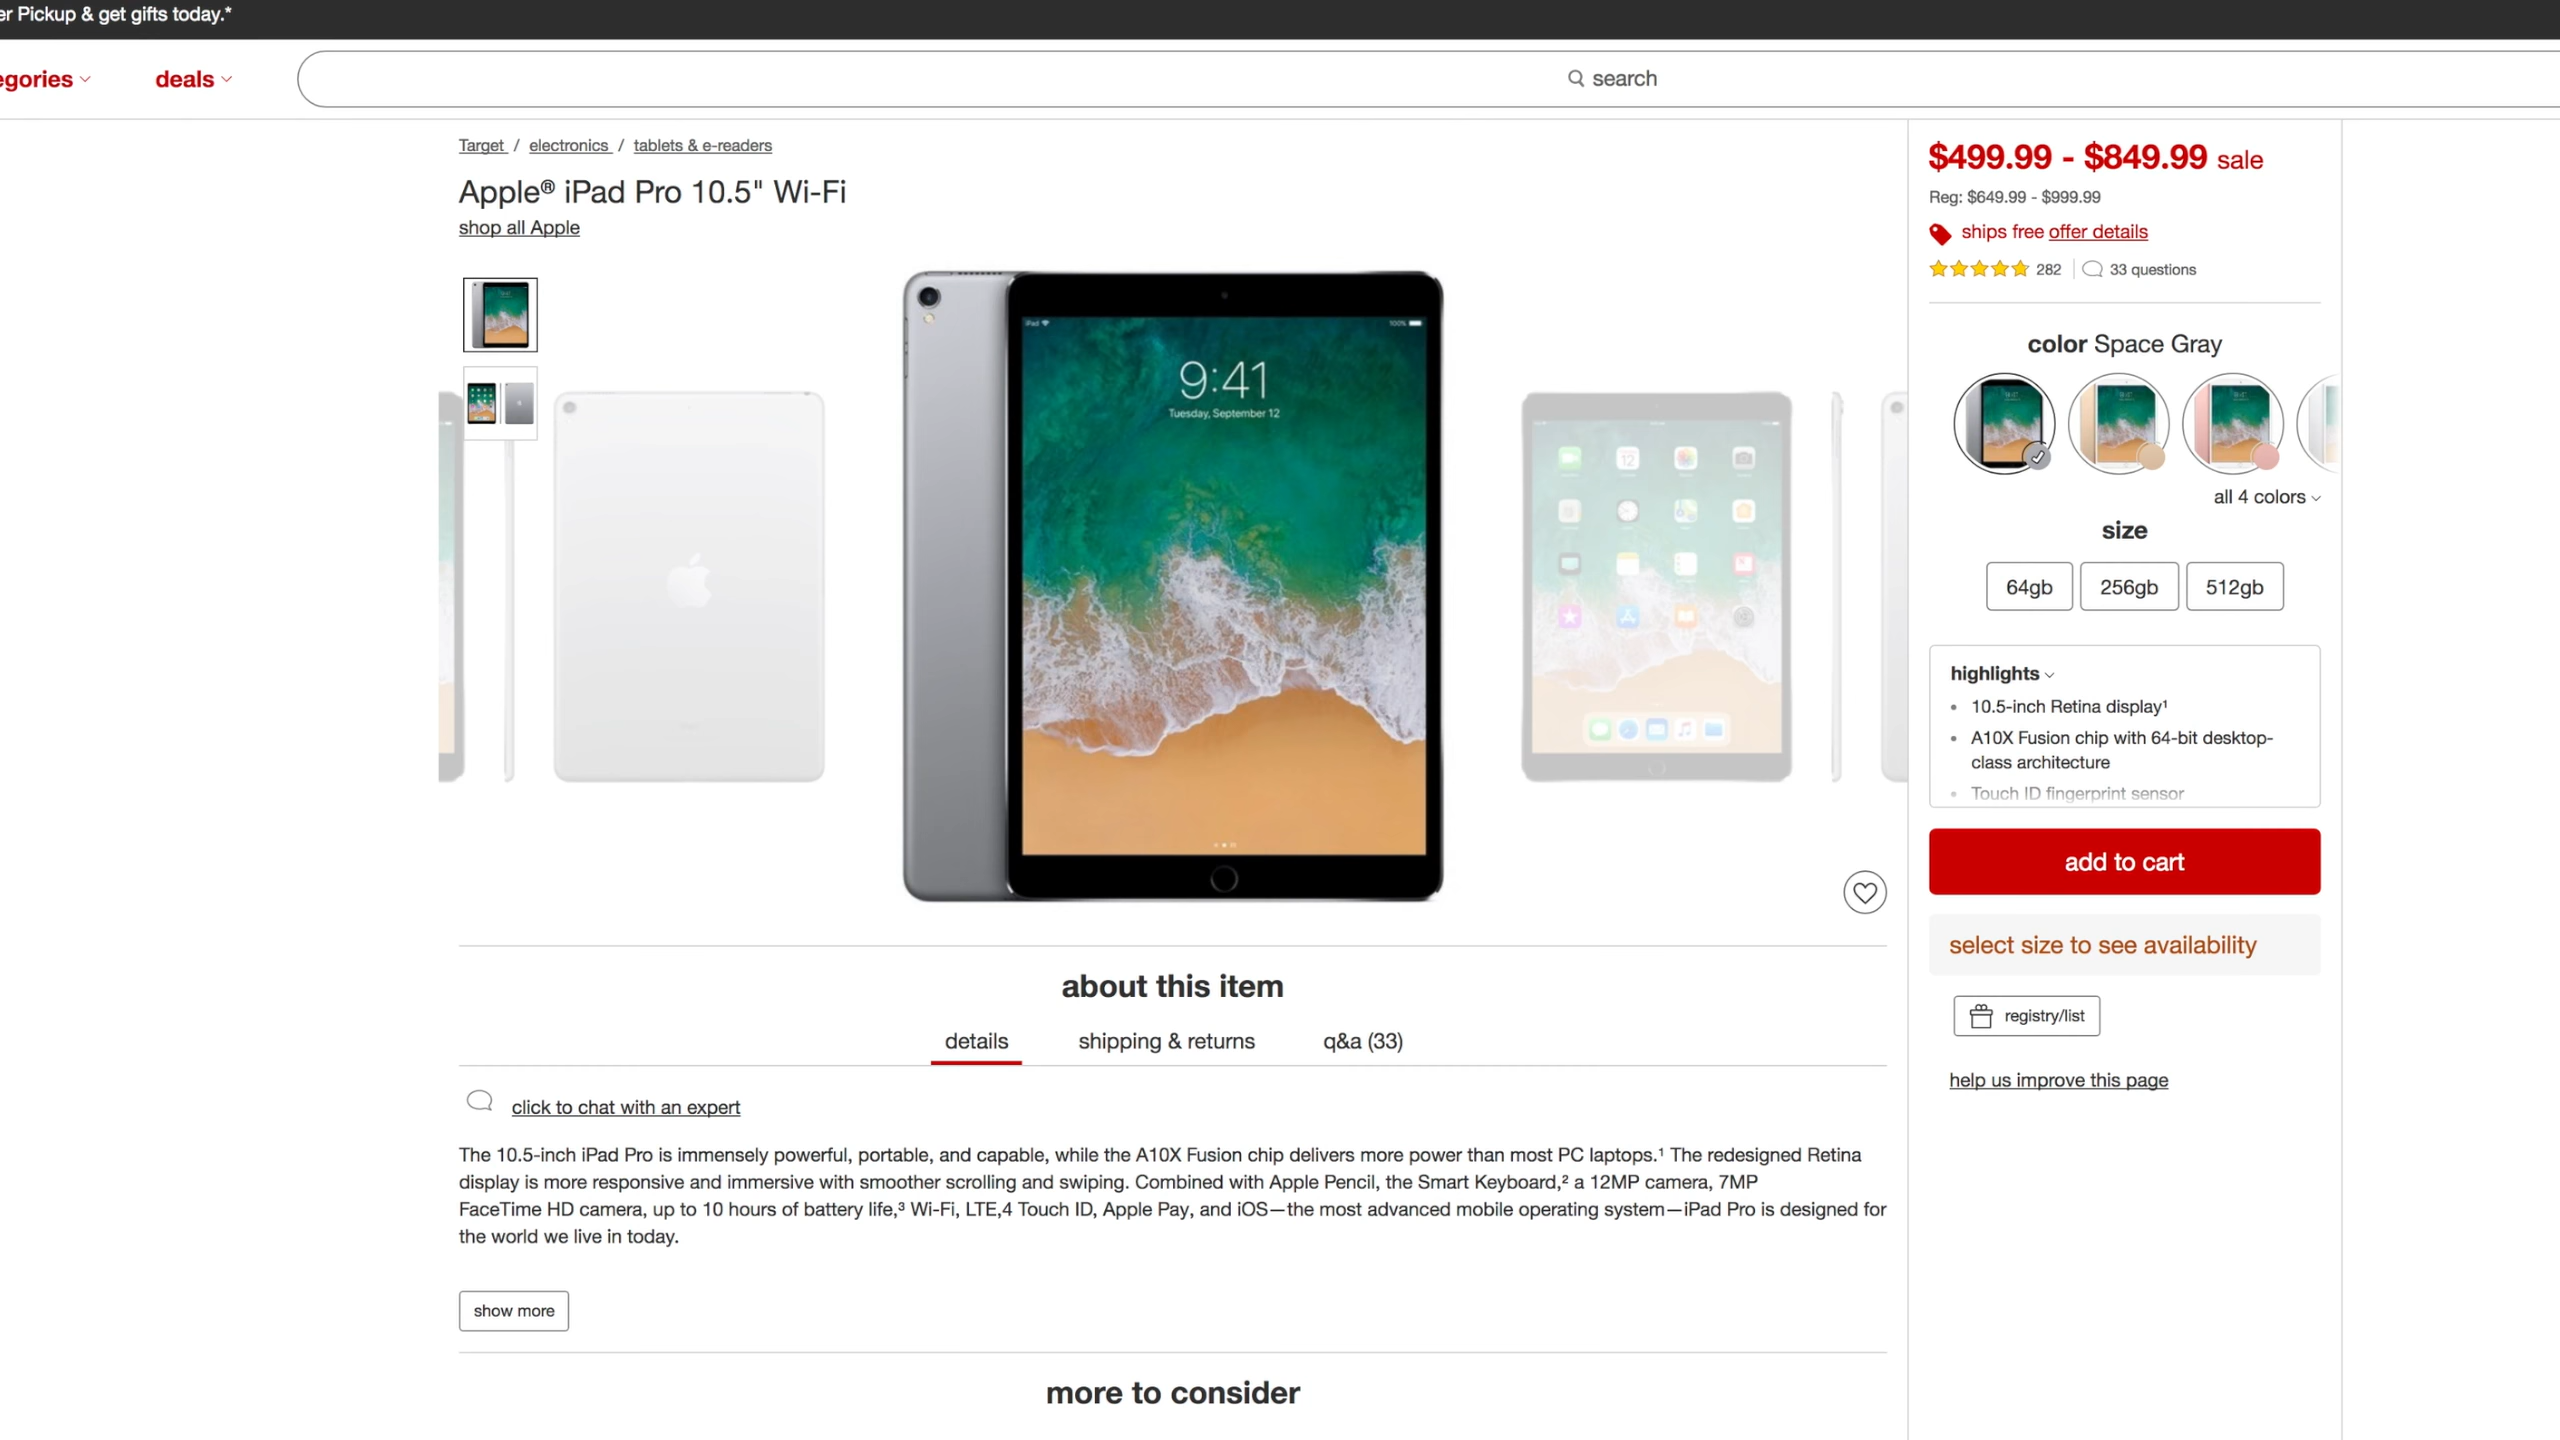 er Pickup & get gifts today.*
egories
deals
search
Target / electronics / tablets & e-readers
Apple® iPad Pro 10.5" Wi-Fi
shop all Apple
iPad
100%
9:41
Tuesday, September 12
12
$499.99 - $849.99 sale
Reg: $649.99 - $999.99
ships free offer details
282
33 questions
color Space Gray
all 4 colors
size
64gb
256gb
512gb
highlights
• 10.5-inch Retina display¹
• A10X Fusion chip with 64-bit desktop-
class architecture
• Touch ID fingerprint sensor
add to cart
select size to see availability
registry/list
help us improve this page
about this item
details
shipping & returns
q&a (33)
click to chat with an expert
The 10.5-inch iPad Pro is immensely powerful, portable, and capable, while the A10X Fusion chip delivers more power than most PC laptops.¹ The redesigned Retina
display is more responsive and immersive with smoother scrolling and swiping. Combined with Apple Pencil, the Smart Keyboard,² a 12MP camera, 7MP
FaceTime HD camera, up to 10 hours of battery life,³ Wi-Fi, LTE,4 Touch ID, Apple Pay, and iOS—the most advanced mobile operating system—iPad Pro is designed for
the world we live in today.
show more
more to consider